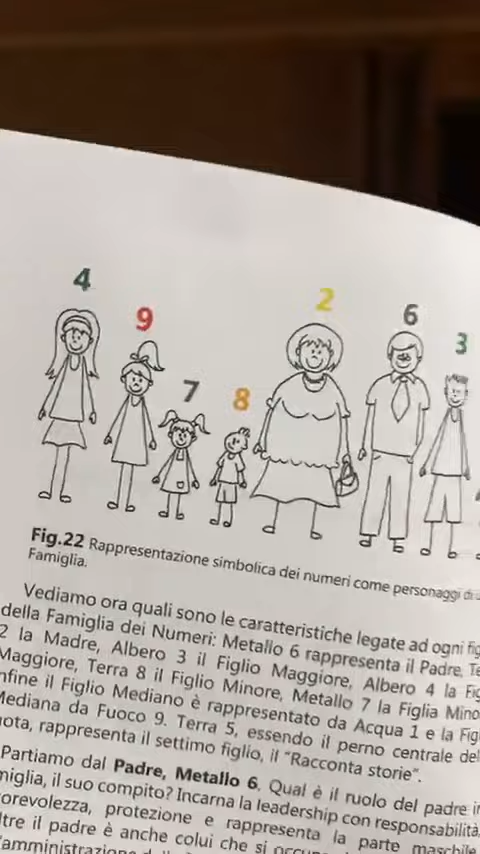 4
9
7
8
2
6
3
Fig.22 Rappresentazione simbolica dei numeri come personaggi di
Famiglia.
Vediamo ora quali sono le caratteristiche legate ad ogni
della Famiglia dei Numeri: Metallo 6 rappresenta il Padre,
2 la Madre, Albero 3 il Figlio Maggiore, Albero 4 la
Maggiore, Terra 8 il Figlio Minore, Metallo 7 la Figlia
il Figlio Mediano è rappresentato da Acqua 1 e la
Mediana da Fuoco 9. Terra 5, essendo il perno centrale
rappresenta il settimo figlio, il “Racconta storie”.
Partiamo dal Padre, Metallo 6. Qual è il ruolo del padre
il suo compito? Incarna la leadership con responsabilità,
protezione e rappresenta la parte maschile
il padre è anche colui che si